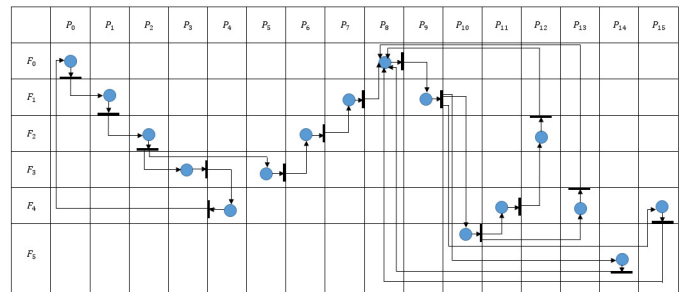 P₀ P₁ P₂ P₃ P₄ P₅ P₆ P₇ P₈ P₉ P₁₀ P₁₁ P₁₂ P₁₃ P₁₄ P₁₅
F₀
F₁
F₂
F₃
F₄
F₅